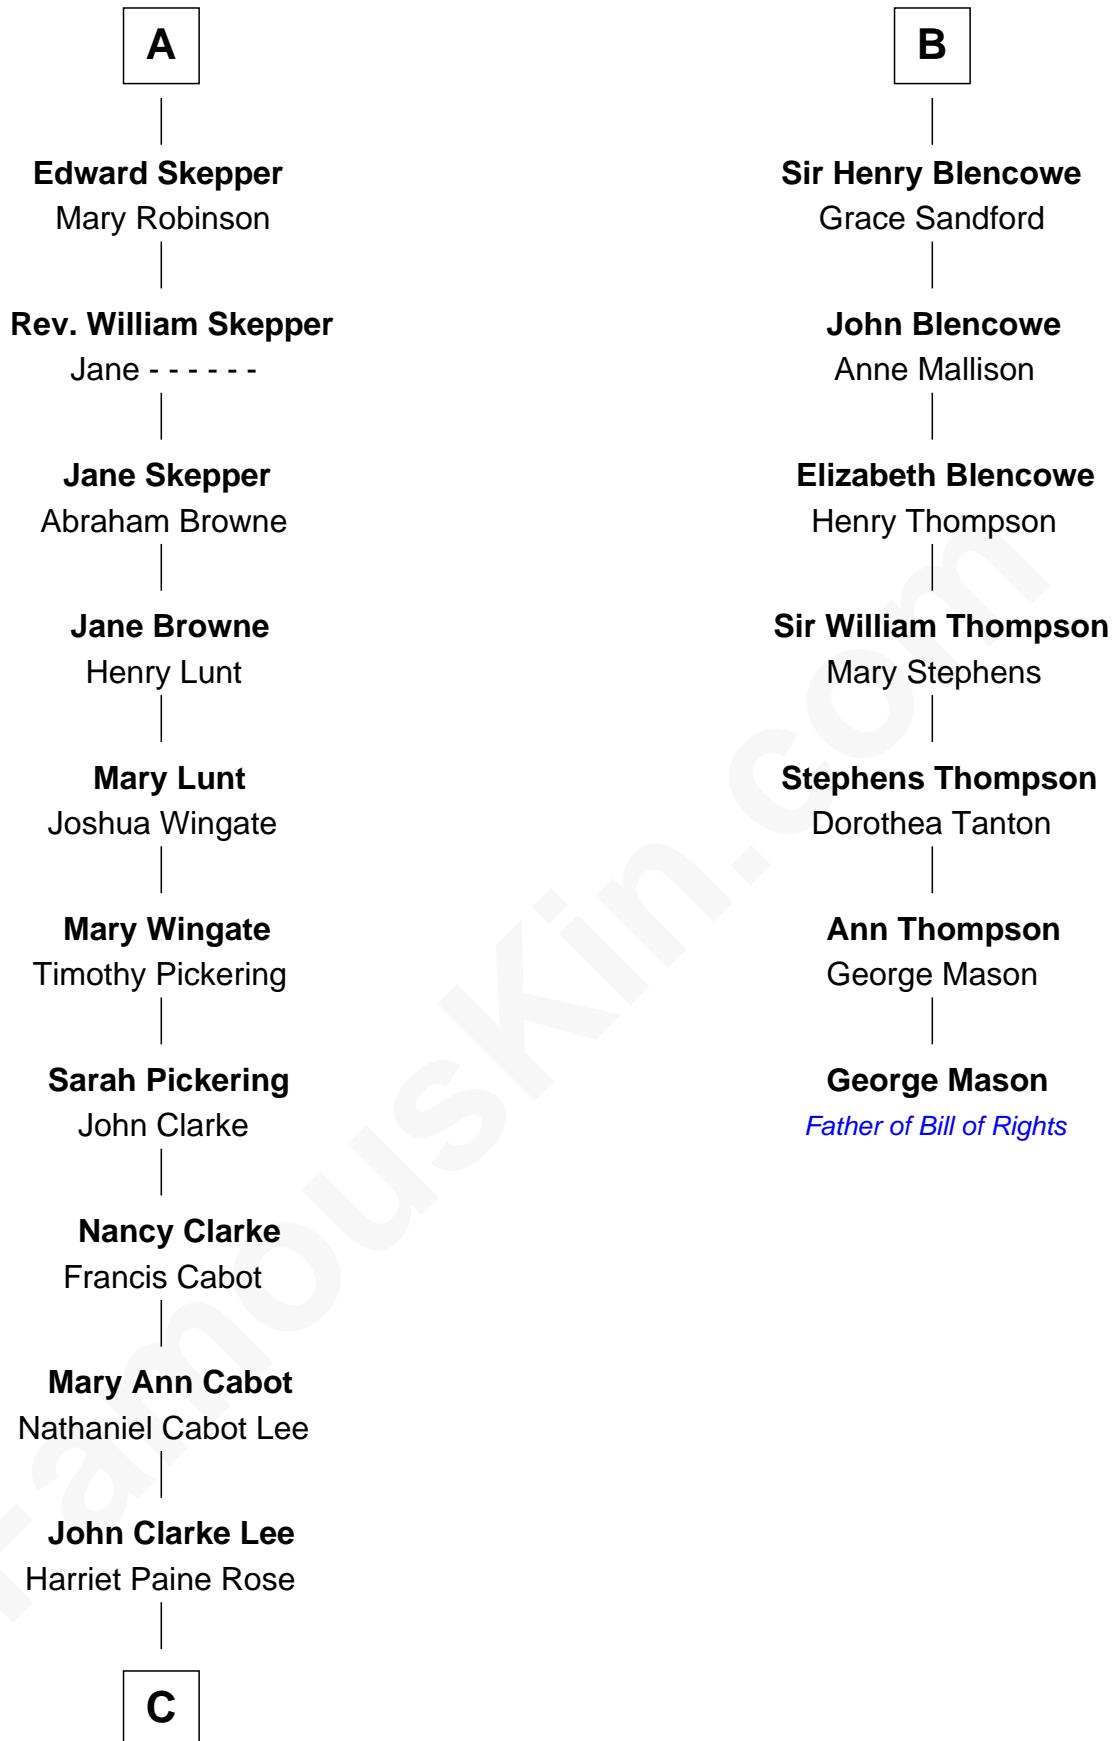 A
Edward Skepper
Mary Robinson
Rev. William Skepper
Jane - - - - - -
Jane Skepper
Abraham Browne
Jane Browne
Henry Lunt
Mary Lunt
Joshua Wingate
Mary Wingate
Timothy Pickering
Sarah Pickering
John Clarke
Nancy Clarke
Francis Cabot
Mary Ann Cabot
Nathaniel Cabot Lee
John Clarke Lee
Harriet Paine Rose
C
B
Sir Henry Blencowe
Grace Sandford
John Blencowe
Anne Mallison
Elizabeth Blencowe
Henry Thompson
Sir William Thompson
Mary Stephens
Stephens Thompson
Dorothea Tanton
Ann Thompson
George Mason
George Mason
Father of Bill of Rights
FamousKin.com